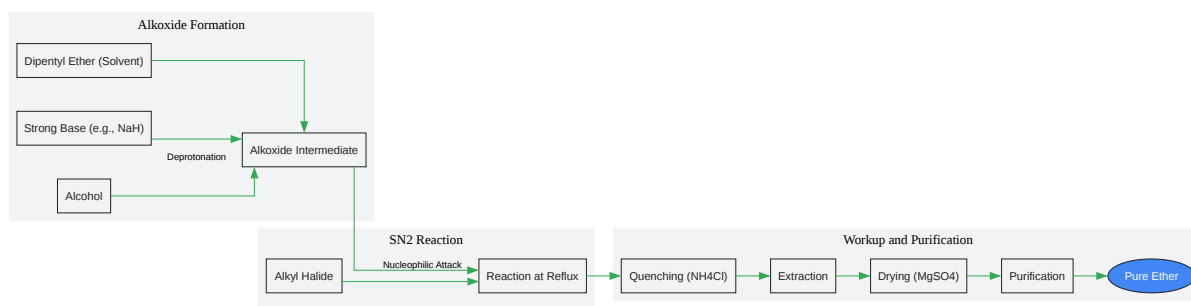 Alkoxide Formation
Dipentyl Ether (Solvent)
Strong Base (e.g., NaH)
Deprotonation
Alkoxide Intermediate
Alcohol
SN2 Reaction
Alkyl Halide
Nucleophilic Attack
Reaction at Reflux
Workup and Purification
Quenching (NH4Cl)
Extraction
Drying (MgSO4)
Purification
Pure Ether